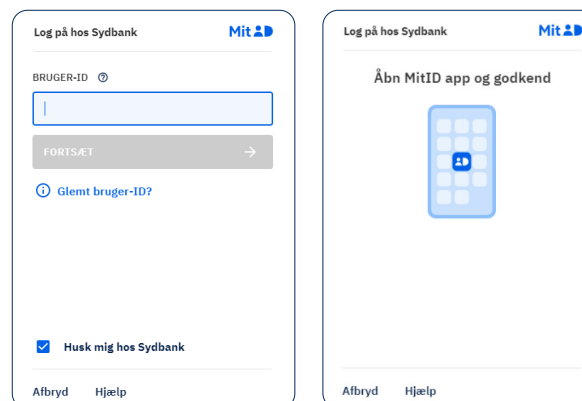 Log på hos Sydbank
MitID
BRUGER-ID
FORTSÆT
Glemt bruger-ID?
Husk mig hos Sydbank
Afbryd Hjælp
Log på hos Sydbank
MitID
Åbn MitID app og godkend
Afbryd Hjælp